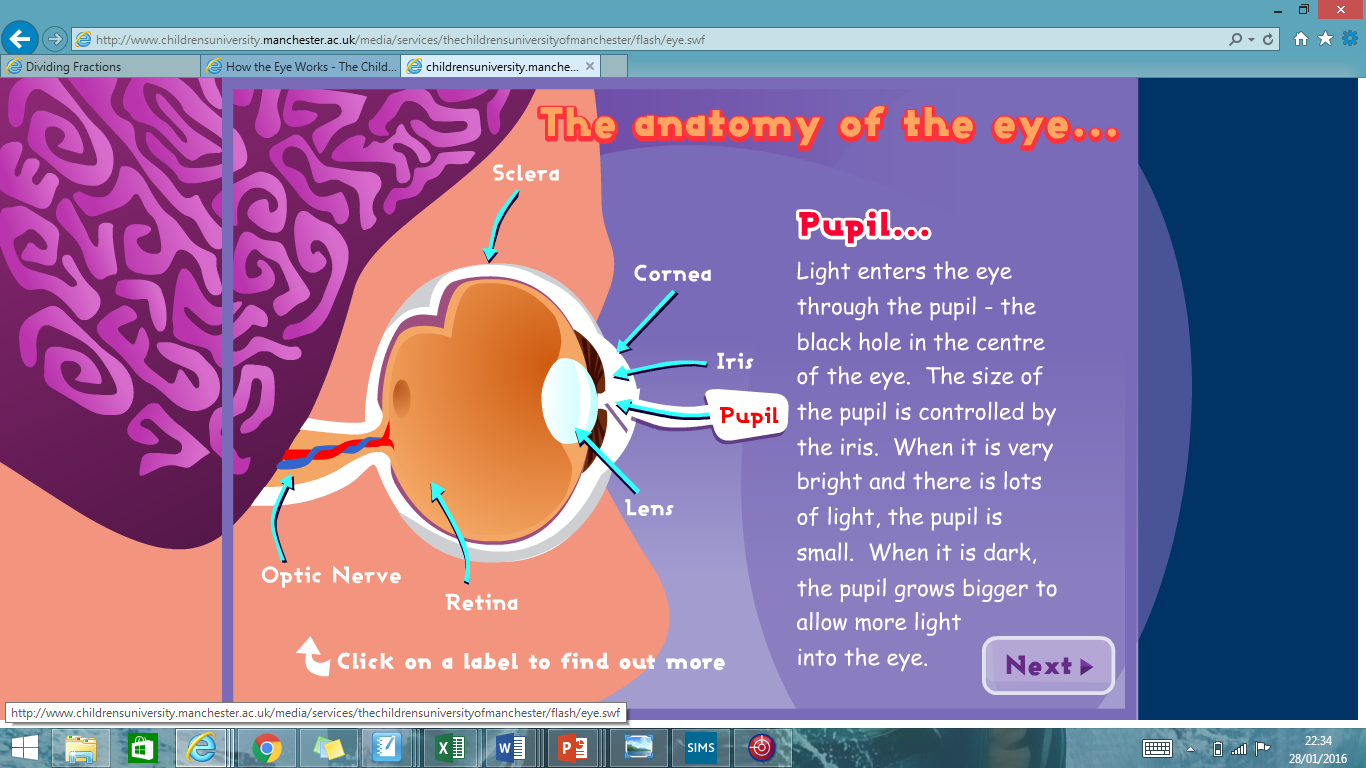 http://www.childrensuniversity.manchester.ac.uk/media/services/thechildrensuniversityofmanchester/flash/eye.swf
Dividing Fractions
How the Eye Works - The Child...
childrensuniversity.manche...
The anatomy of the eye...
Sclera
Cornea
Iris
Pupil
Lens
Optic Nerve
Retina
Click on a label to find out more
Pupil...
Light enters the eye
through the pupil - the
black hole in the centre
of the eye. The size of
the pupil is controlled by
the iris. When it is very
bright and there is lots
of light, the pupil is
small. When it is dark,
the pupil grows bigger to
allow more light
into the eye.
Next
http://www.childrensuniversity.manchester.ac.uk/media/services/thechildrensuniversityofmanchester/flash/eye.swf
SIMS
22:34
28/01/2016